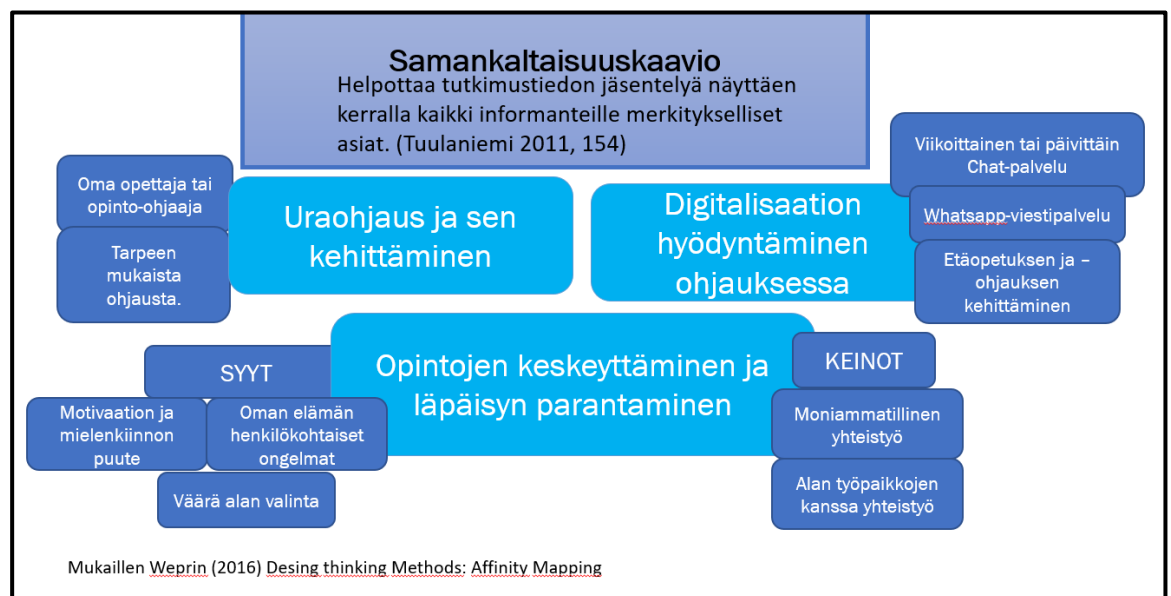 Samankaltaisuuskaavio
Helpottaa tutkimustiedon jäsentelyä näyttäen
kerralla kaikki informanteille merkitykselliset
asiat. (Tuulaniemi 2011, 154)
Oma opettaja tai
opinto-ohjaaja
Tarpeen
mukaista
ohjausta.
Uraohjaus ja sen
kehittäminen
Digitalisaation
hyödyntäminen
ohjauksessa
Viikoittainen tai päivittäin
Chat-palvelu
Whatsapp-viestipalvelu
Etäopetuksen ja –
ohjauksen
kehittäminen
Opintojen keskeyttäminen ja
läpäisyn parantaminen
SYYT
Motivaation ja
mielenkiinnon
puute
Oman elämän
henkilökohtaiset
ongelmat
Väärä alan valinta
KEINOT
Moniammatillinen
yhteistyö
Alan työpaikkojen
kanssa yhteistyö
Mukaillen Weprin (2016) Desing thinking Methods: Affinity Mapping